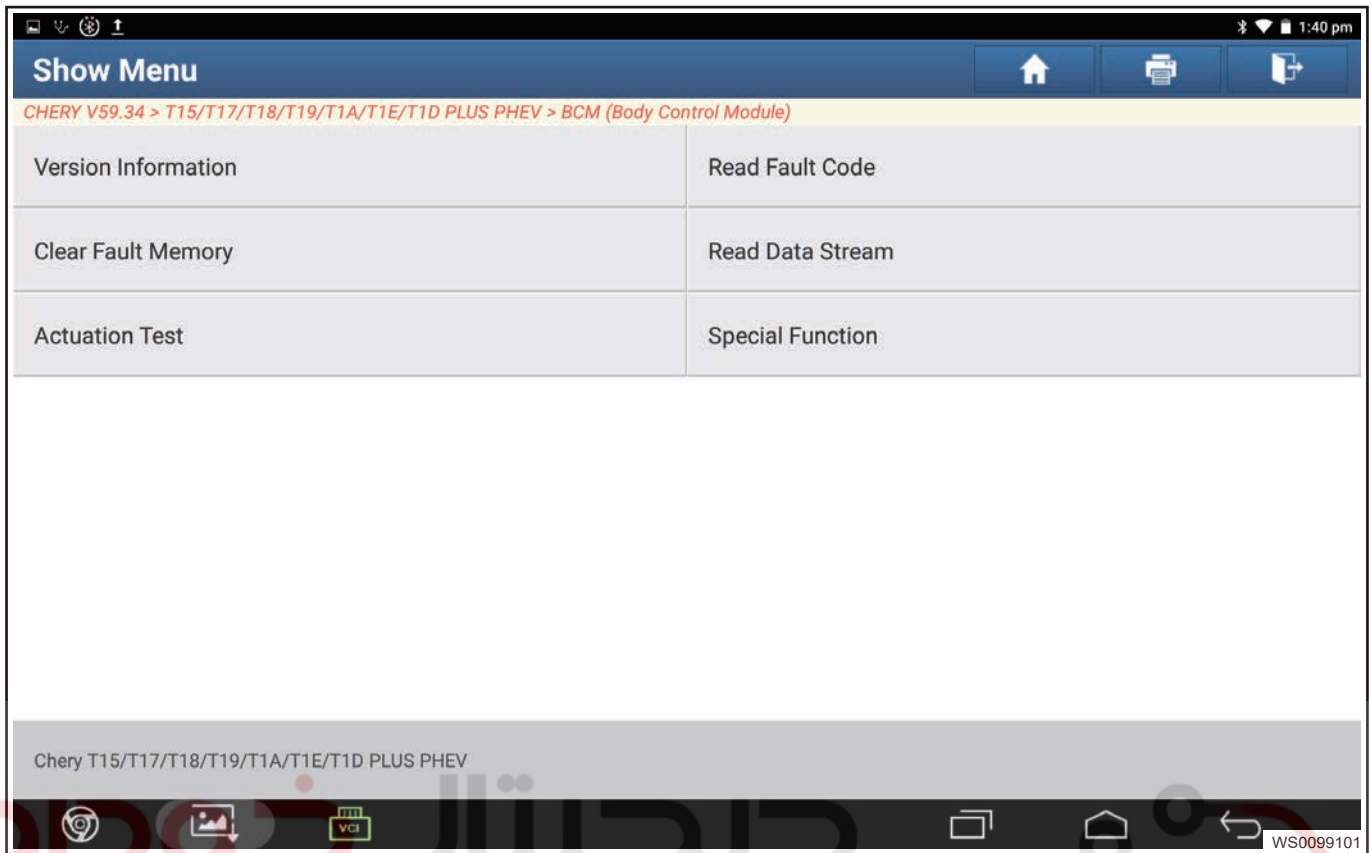 1:40 pm
Show Menu
CHERY V59.34 > T15/T17/T18/T19/T1A/T1E/T1D PLUS PHEV > BCM (Body Control Module)
Version Information
Read Fault Code
Clear Fault Memory
Read Data Stream
Actuation Test
Special Function
Chery T15/T17/T18/T19/T1A/T1E/T1D PLUS PHEV
VCI
WS0099101